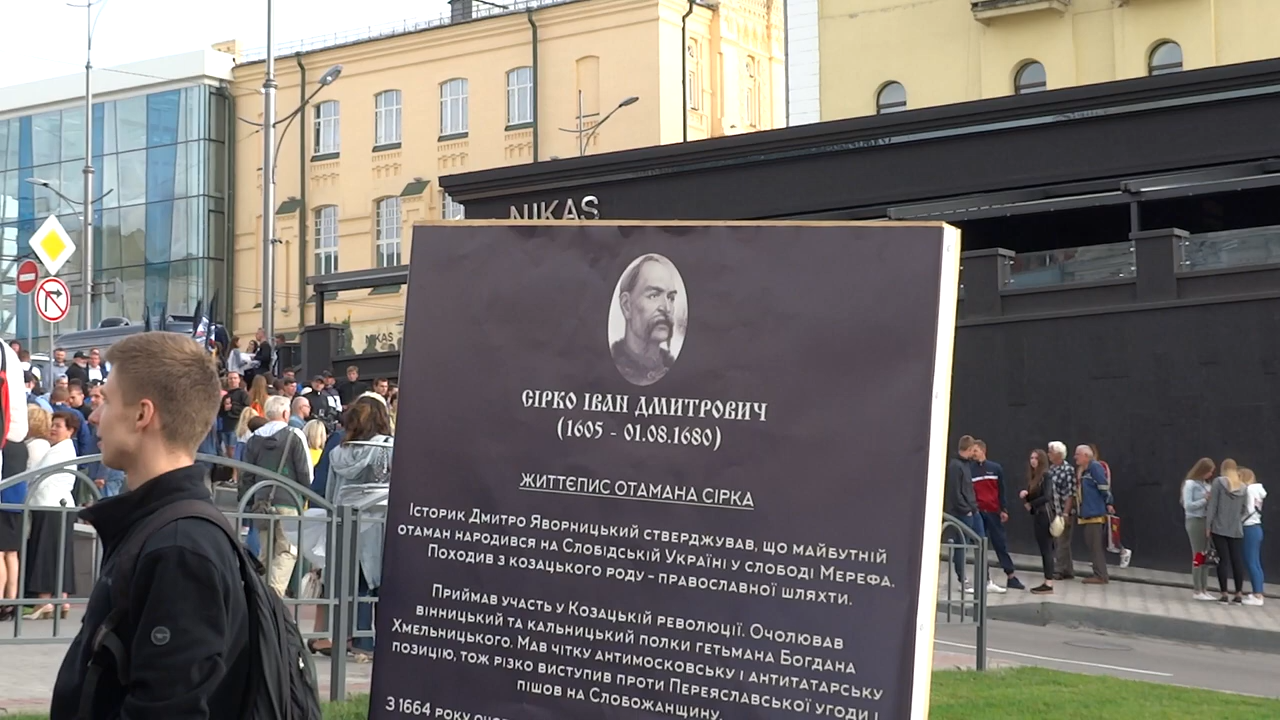 NIKAS
NIKAS
СІРКО ІВАН ДМИТРОВИЧ
(1605 - 01.08.1680)
ЖИТТЄПИС ОТАМАНА СІРКА
Історик Дмитро Яворницький стверджував, що майбутній
отаман народився на Слобідській Україні у слободі Мерефа.
Походив з козацького роду – православної шляхти.
Приймав участь у Козацькій революції. Очолював
вінницький та кальницький полки гетьмана Богдана
Хмельницького. Мав чітку антимосковську і антитатарську
позицію, тож різко виступив проти Переяславської угоди і
пішов на Слобожанщину.
З 1664 року